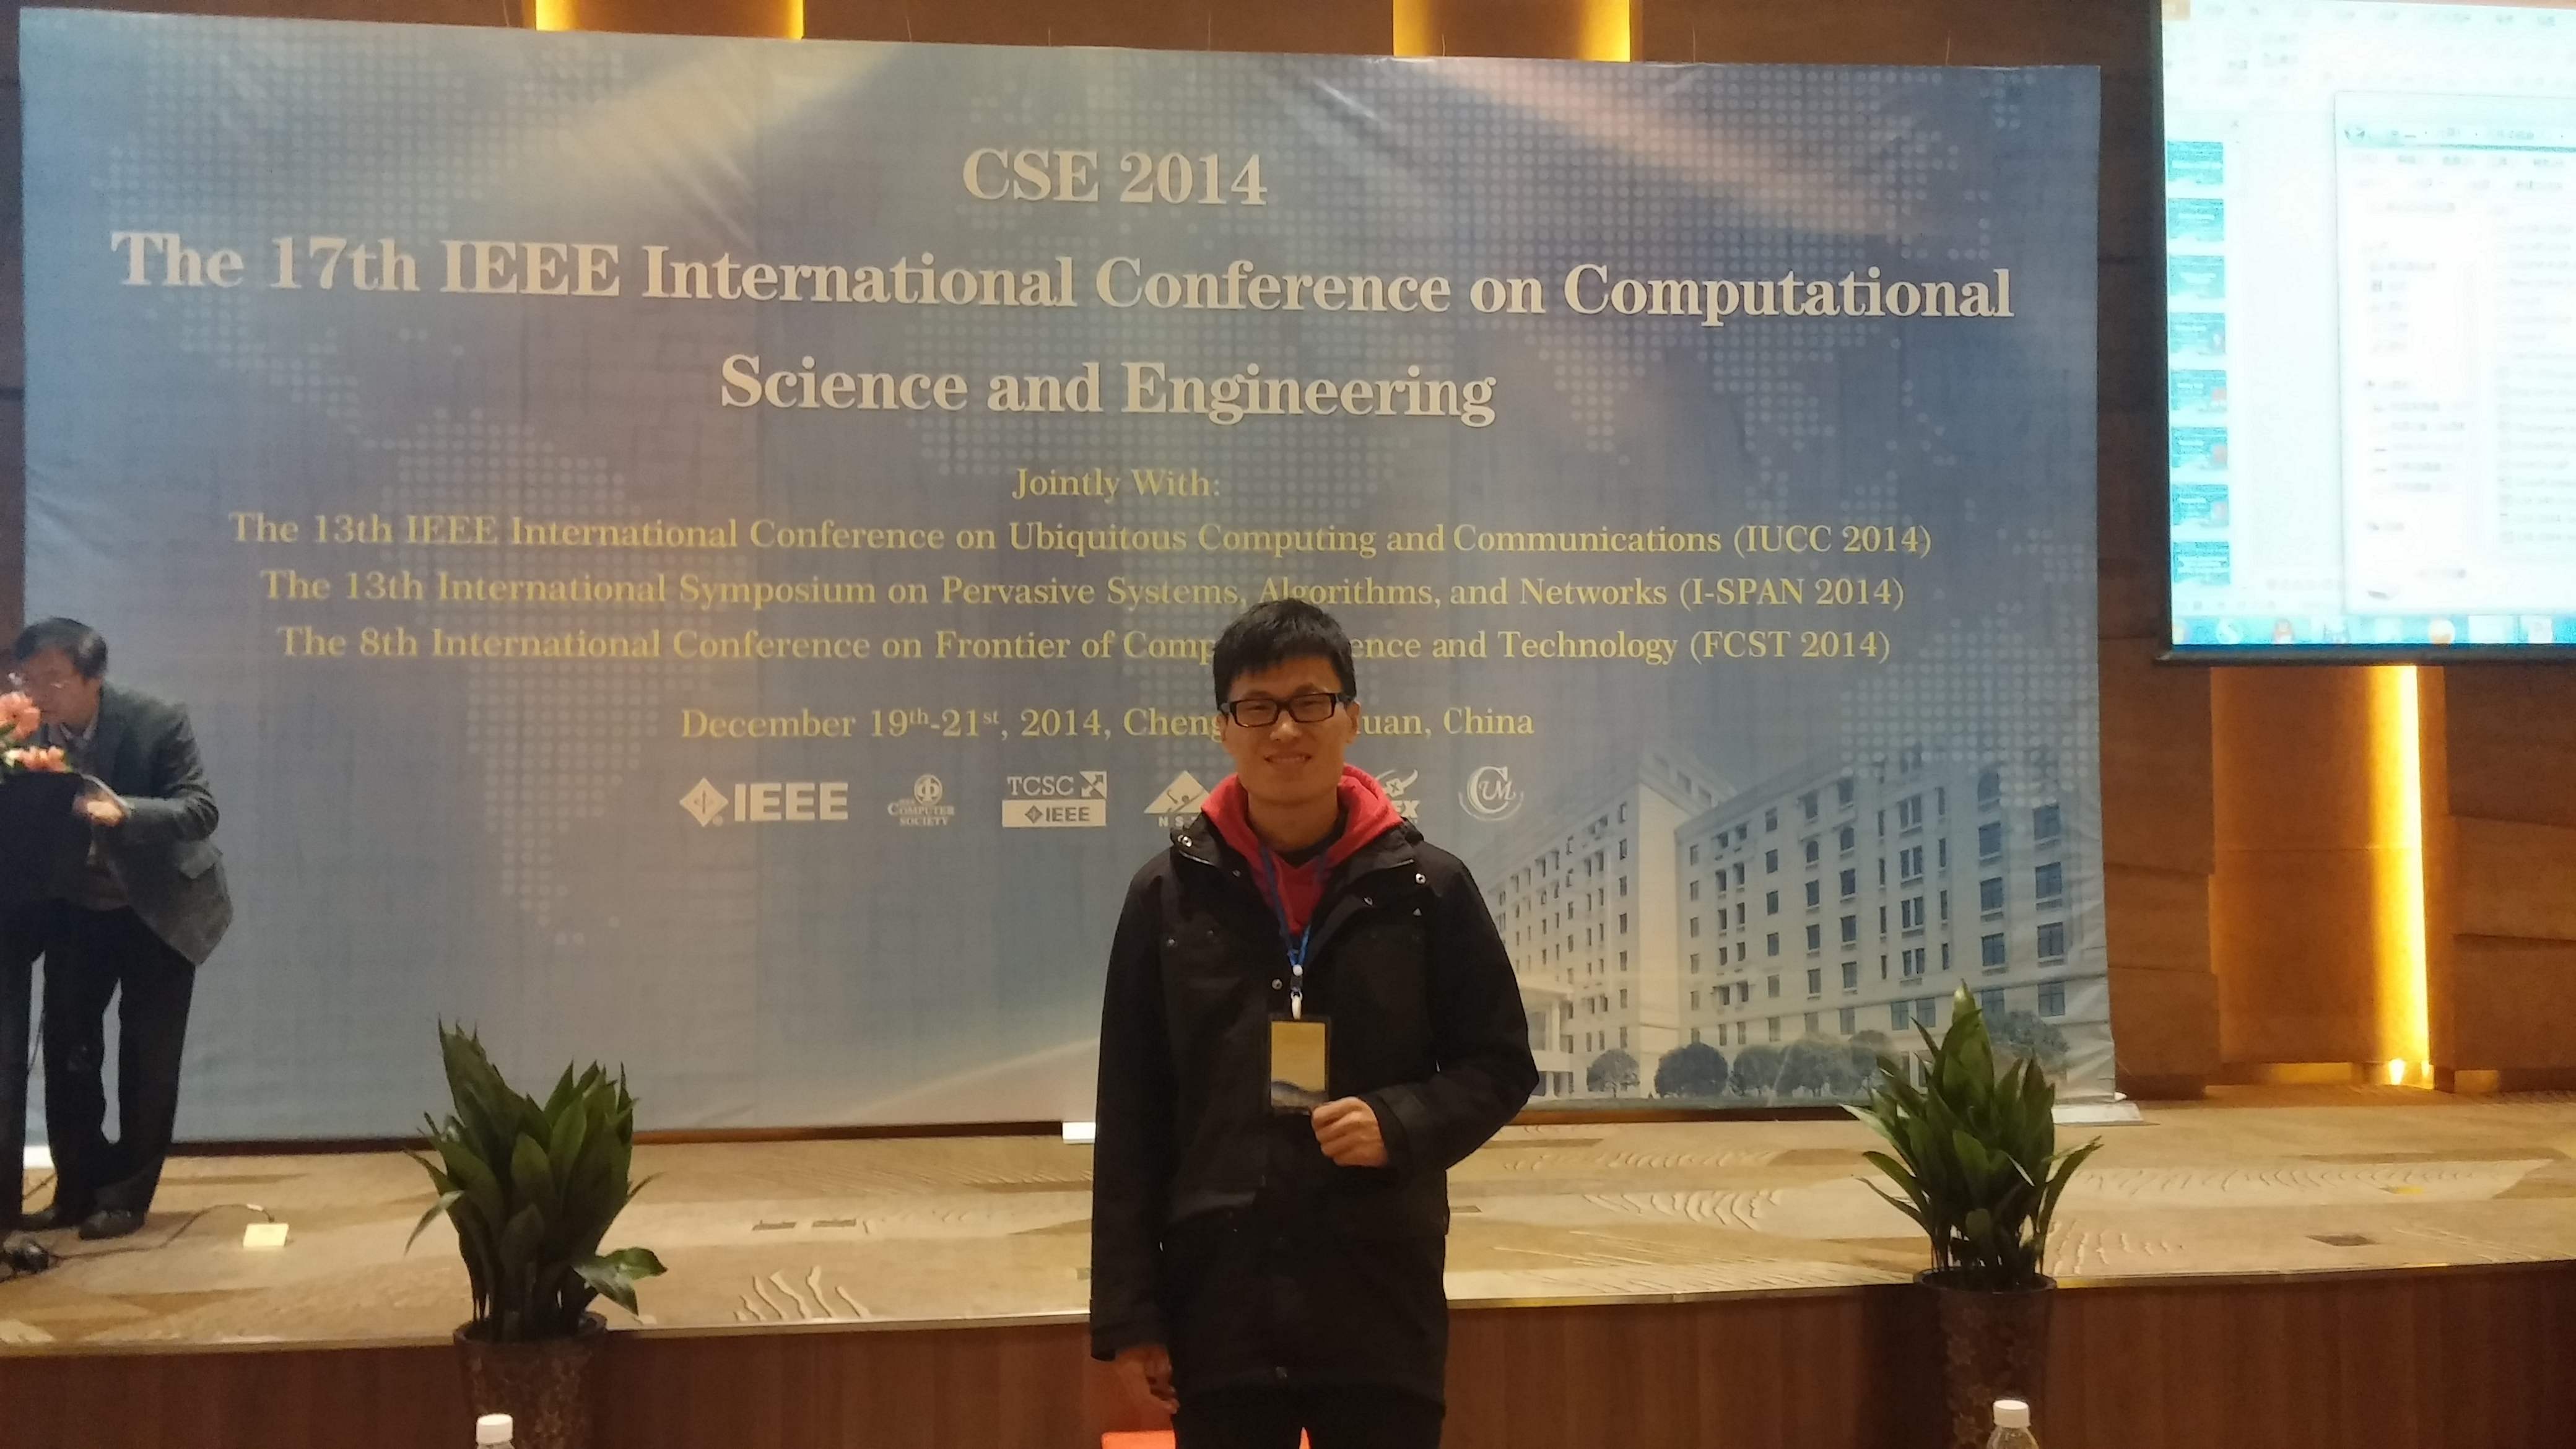 CSE 2014
The 17th IEEE International Conference on Computational
Science and Engineering
Jointly With:
The 13th IEEE International Conference on Ubiquitous Computing and Communications (IUCC 2014)
The 13th International Symposium on Pervasive Systems, Algorithms, and Networks (I-SPAN 2014)
The 8th International Conference on Frontier of Comp ence and Technology (FCST 2014)
December 19th-21st, 2014, Cheng uan, China
IEEE
COMPUTER
SOCIETY
TCSC
IEEE